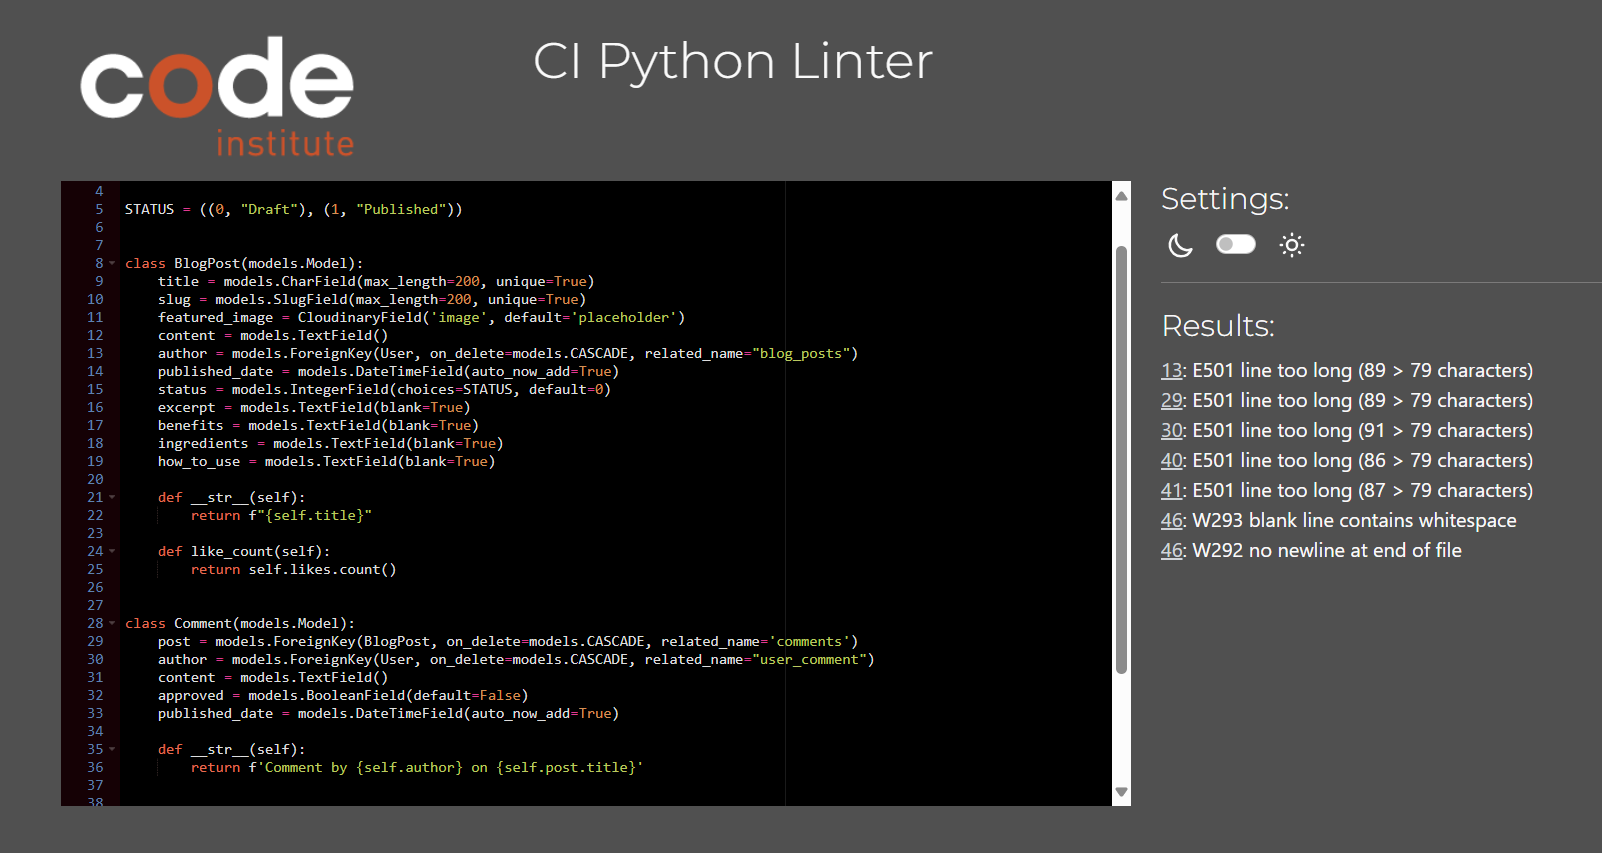 code
institute
CI Python Linter
4
5 STATUS = ((0, "Draft"), (1, "Published"))
6
7
8 class BlogPost(models.Model):
9     title = models.CharField(max_length=200, unique=True)
10     slug = models.SlugField(max_length=200, unique=True)
11     featured_image = CloudinaryField('image', default='placeholder')
12     content = models.TextField()
13     author = models.ForeignKey(User, on_delete=models.CASCADE, related_name="blog_posts")
14     published_date = models.DateTimeField(auto_now_add=True)
15     status = models.IntegerField(choices=STATUS, default=0)
16     excerpt = models.TextField(blank=True)
17     benefits = models.TextField(blank=True)
18     ingredients = models.TextField(blank=True)
19     how_to_use = models.TextField(blank=True)
20
21     def __str__(self):
22         return f"{self.title}"
23
24     def like_count(self):
25         return self.likes.count()
26
27
28 class Comment(models.Model):
29     post = models.ForeignKey(BlogPost, on_delete=models.CASCADE, related_name='comments')
30     author = models.ForeignKey(User, on_delete=models.CASCADE, related_name="user_comment")
31     content = models.TextField()
32     approved = models.BooleanField(default=False)
33     published_date = models.DateTimeField(auto_now_add=True)
34
35     def __str__(self):
36         return f'Comment by {self.author} on {self.post.title}'
37
38
Settings:
Results:
13: E501 line too long (89 > 79 characters)
29: E501 line too long (89 > 79 characters)
30: E501 line too long (91 > 79 characters)
40: E501 line too long (86 > 79 characters)
41: E501 line too long (87 > 79 characters)
46: W293 blank line contains whitespace
46: W292 no newline at end of file